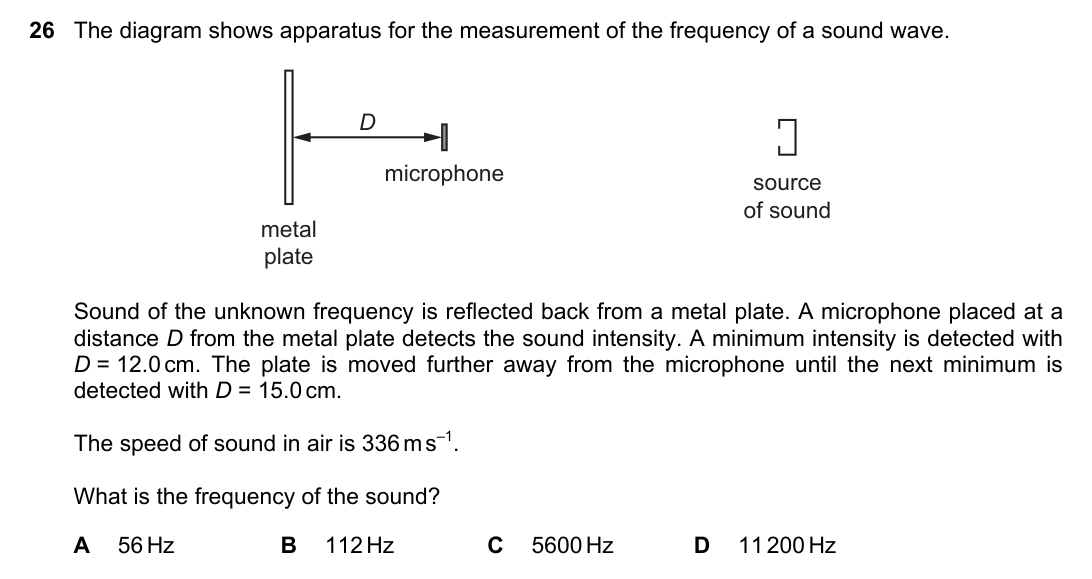 26 The diagram shows apparatus for the measurement of the frequency of a sound wave.
D
microphone
source
of sound
metal
plate
Sound of the unknown frequency is reflected back from a metal plate. A microphone placed at a
distance D from the metal plate detects the sound intensity. A minimum intensity is detected with
D = 12.0 cm. The plate is moved further away from the microphone until the next minimum is
detected with D = 15.0 cm.
The speed of sound in air is 336 m s⁻¹.
What is the frequency of the sound?
A 56 Hz B 112 Hz C 5600 Hz D 11 200 Hz